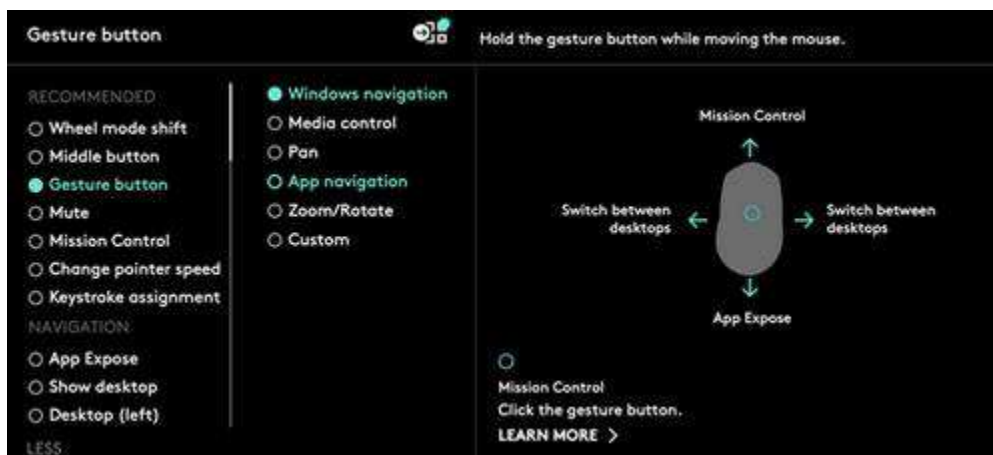 Gesture button
Hold the gesture button while moving the mouse.
RECOMMENDED
Wheel mode shift
Middle button
Gesture button
Mute
Mission Control
Change pointer speed
Keystroke assignment
NAVIGATION
App Expose
Show desktop
Desktop (left)
LESS
Windows navigation
Media control
Pan
App navigation
Zoom/Rotate
Custom
Mission Control
Switch between
desktops
Switch between
desktops
App Expose
Mission Control
Click the gesture button.
LEARN MORE >